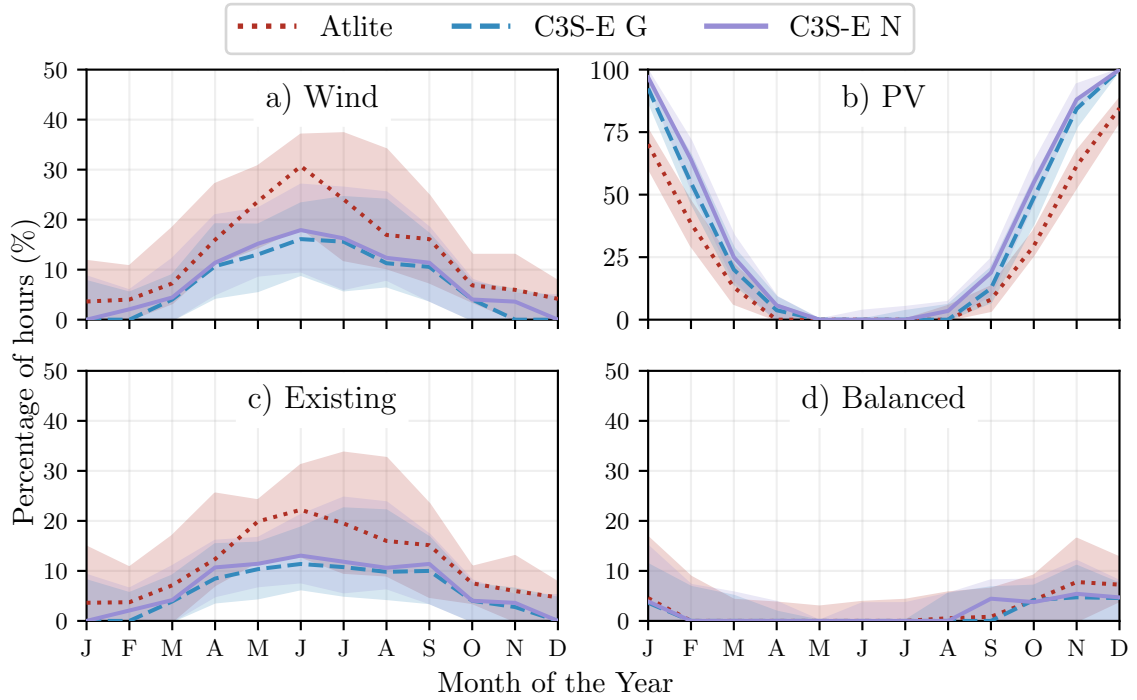 Atlite C3S-E G C3S-E N
a) Wind
50
40
30
20
10
0
b) PV
100
75
50
25
0
Percentage of hours (%)
c) Existing
50
40
30
20
10
0
J F M A M J J A S O N D
d) Balanced
50
40
30
20
10
0
J F M A M J J A S O N D
Month of the Year